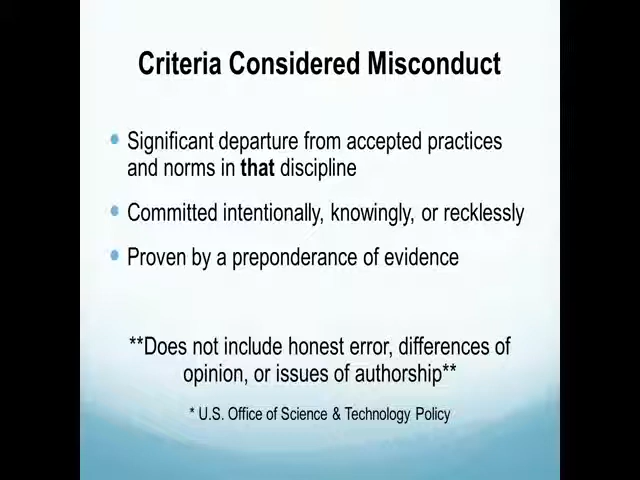 Criteria Considered Misconduct
• Significant departure from accepted practices
and norms in that discipline
• Committed intentionally, knowingly, or recklessly
• Proven by a preponderance of evidence
**Does not include honest error, differences of
opinion, or issues of authorship**
* U.S. Office of Science & Technology Policy